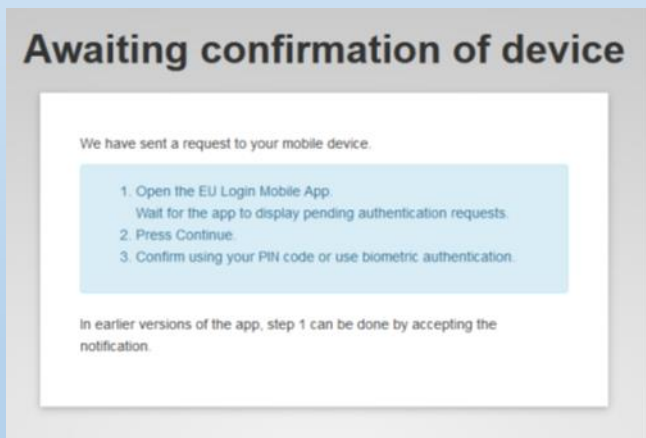 Awaiting confirmation of device
We have sent a request to your mobile device.
1. Open the EU Login Mobile App.
Wait for the app to display pending authentication requests.
2. Press Continue.
3. Confirm using your PIN code or use biometric authentication.
In earlier versions of the app, step 1 can be done by accepting the
notification.